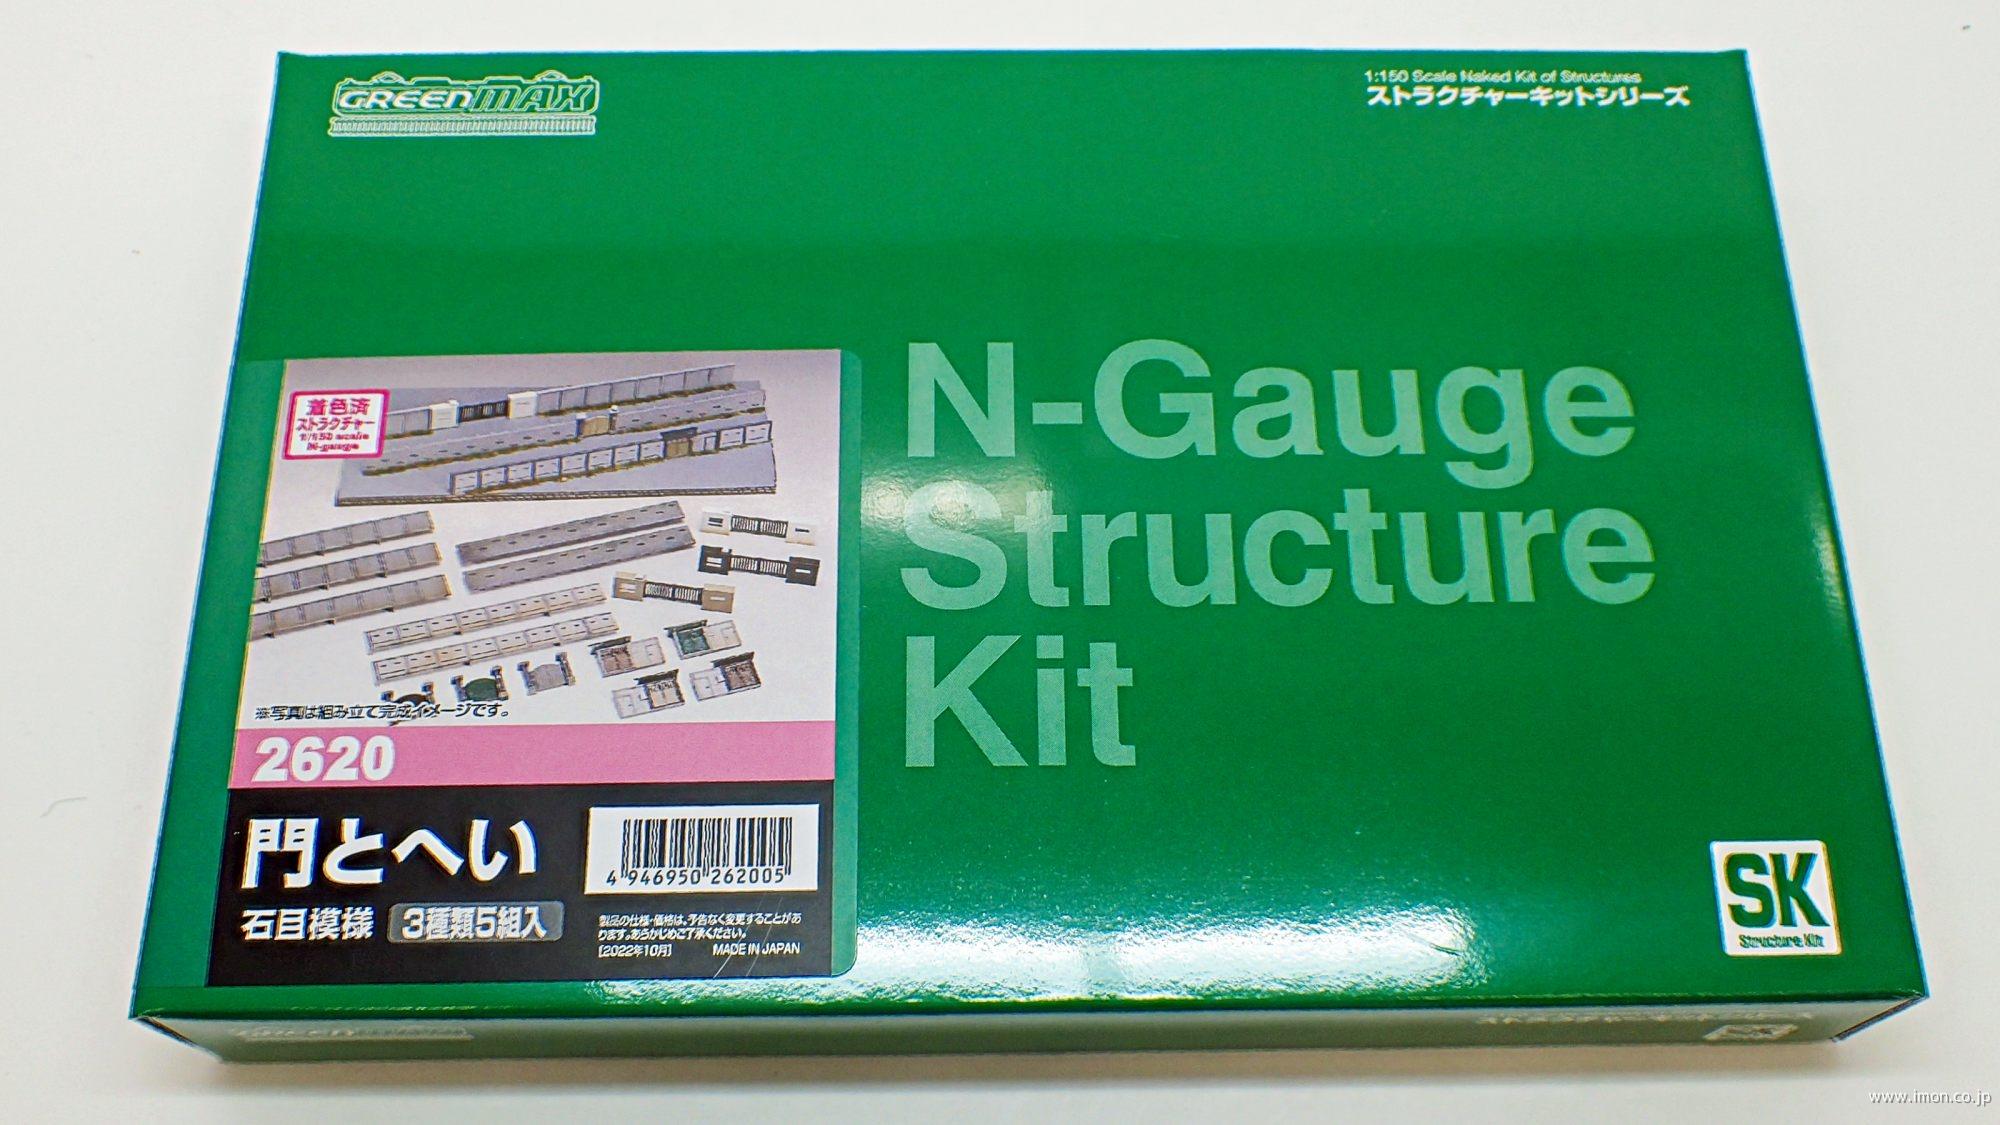 GREENMAX
1:150 Scale Naked Kit of Structures
ストラクチャーキットシリーズ
N-Gauge
Structure
Kit
着色済
ストラクチャー
1/150 scale
N-gauge
※写真は組み立て完成イメージです。
2620
門とへい
石目模様 3種類5組入
4 946950 262005
製品の仕様・価格は、予告なく変更することがあ
ります。あらかじめご了承ください。
[2022年10月] MADE IN JAPAN
SK
Structure Kit
GREENMAX
www.imon.co.jp